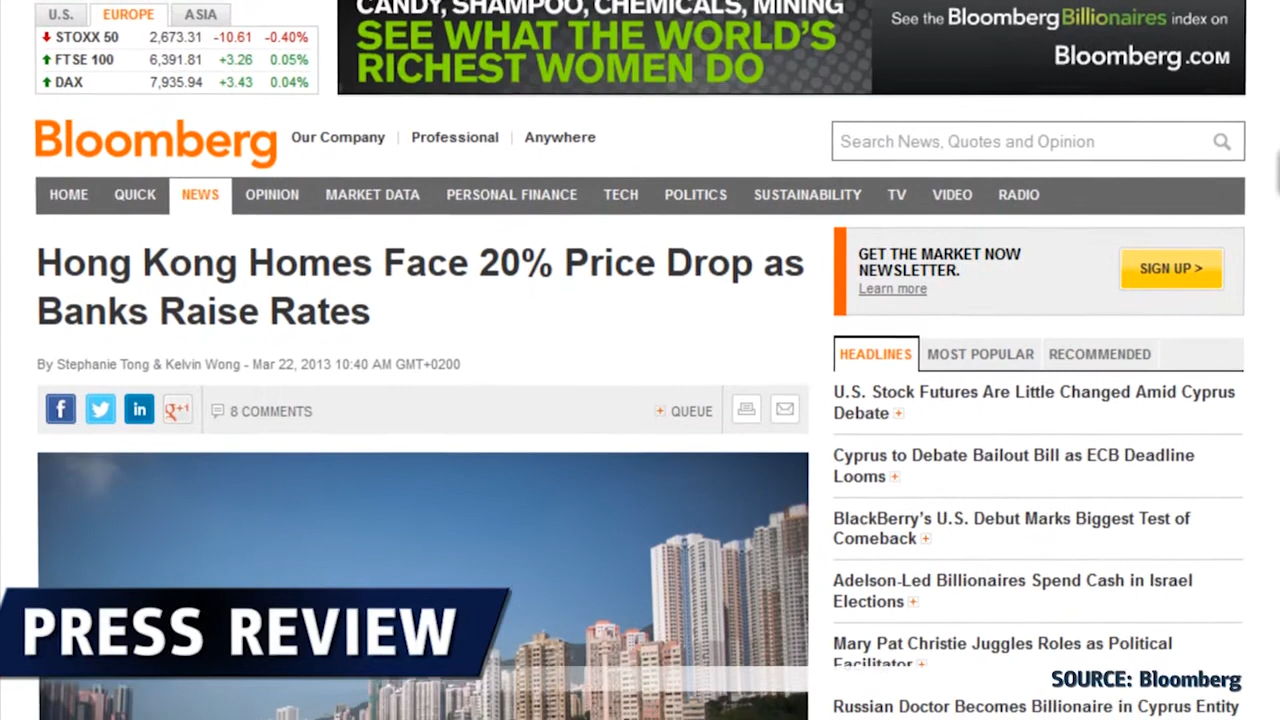 U.S. EUROPE ASIA
STOXX 50 2,673.31 -10.61 -0.40%
FTSE 100 6,391.81 +3.26 0.05%
DAX 7,935.94 +3.43 0.04%
CANDY, SHAMPOO, CHEMICALS, MINING
SEE WHAT THE WORLD'S
RICHEST WOMEN DO
See the Bloomberg Billionaires index on
Bloomberg.COM
Bloomberg
Our Company | Professional | Anywhere
Search News, Quotes and Opinion
HOME QUICK NEWS OPINION MARKET DATA PERSONAL FINANCE TECH POLITICS SUSTAINABILITY TV VIDEO RADIO
Hong Kong Homes Face 20% Price Drop as
Banks Raise Rates
By Stephanie Tong & Kelvin Wong - Mar 22, 2013 10:40 AM GMT+0200
f in g+1 8 COMMENTS + QUEUE
GET THE MARKET NOW
NEWSLETTER.
Learn more
SIGN UP >
HEADLINES MOST POPULAR RECOMMENDED
U.S. Stock Futures Are Little Changed Amid Cyprus
Debate +
Cyprus to Debate Bailout Bill as ECB Deadline
Looms +
BlackBerry's U.S. Debut Marks Biggest Test of
Comeback +
Adelson-Led Billionaires Spend Cash in Israel
Elections +
Mary Pat Christie Juggles Roles as Political
Facilitator +
Russian Doctor Becomes Billionaire in Cyprus Entity
PRESS REVIEW
SOURCE: Bloomberg